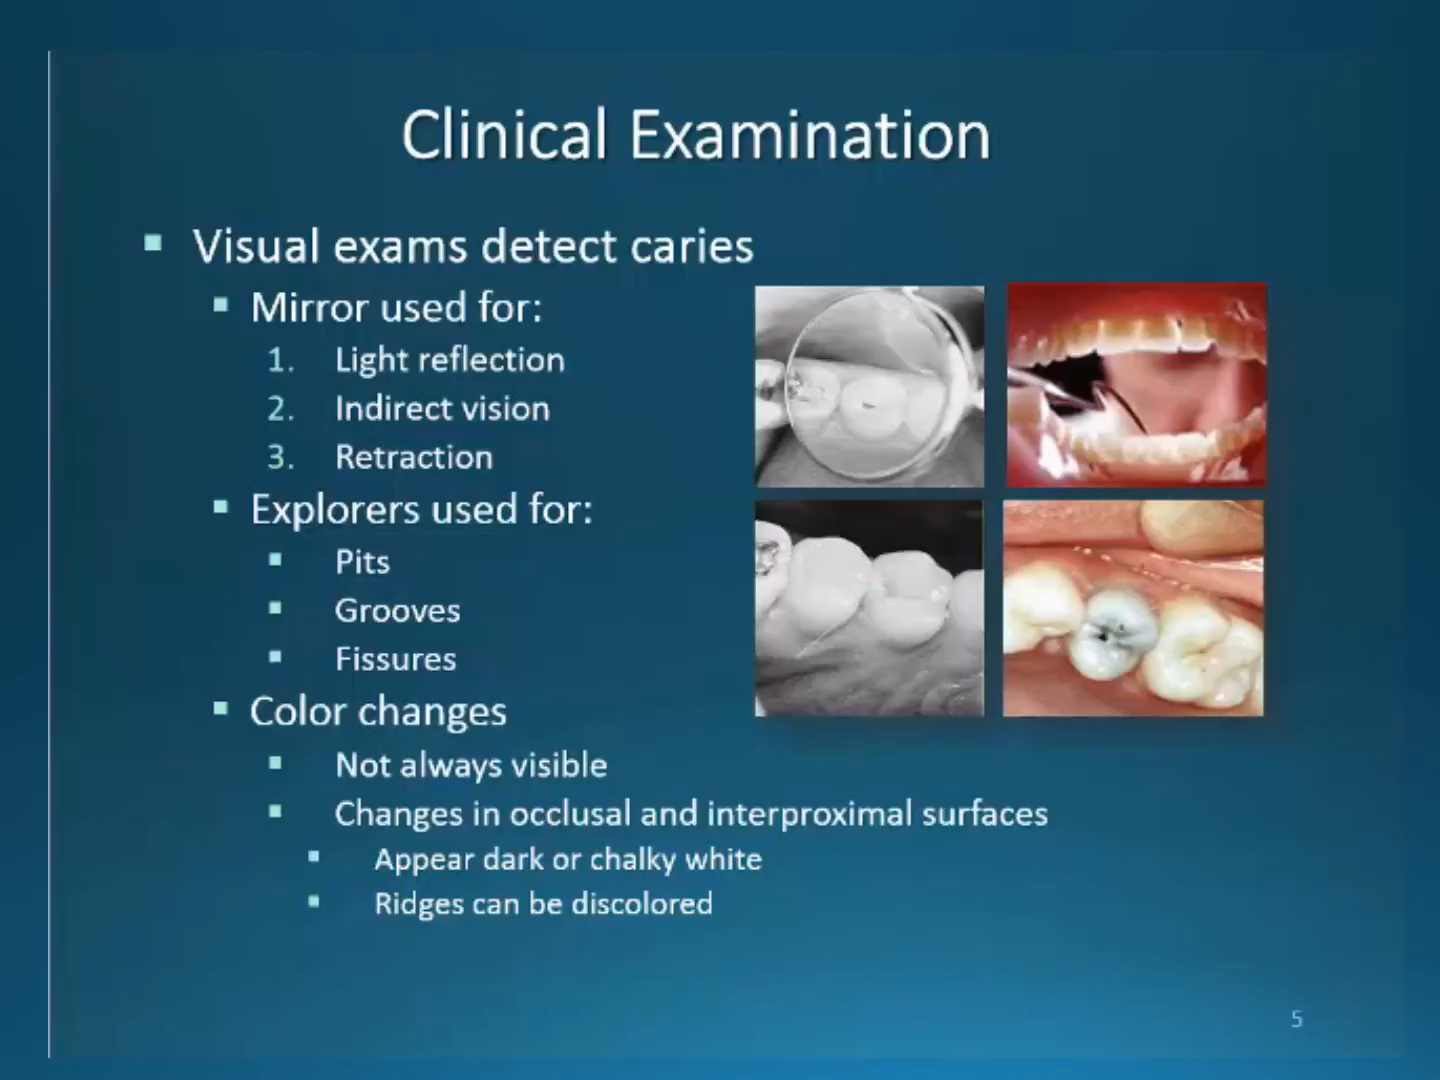 Clinical Examination
Visual exams detect caries
Mirror used for:
1. Light reflection
2. Indirect vision
3. Retraction
Explorers used for:
Pits
Grooves
Fissures
Color changes
Not always visible
Changes in occlusal and interproximal surfaces
Appear dark or chalky white
Ridges can be discolored
5